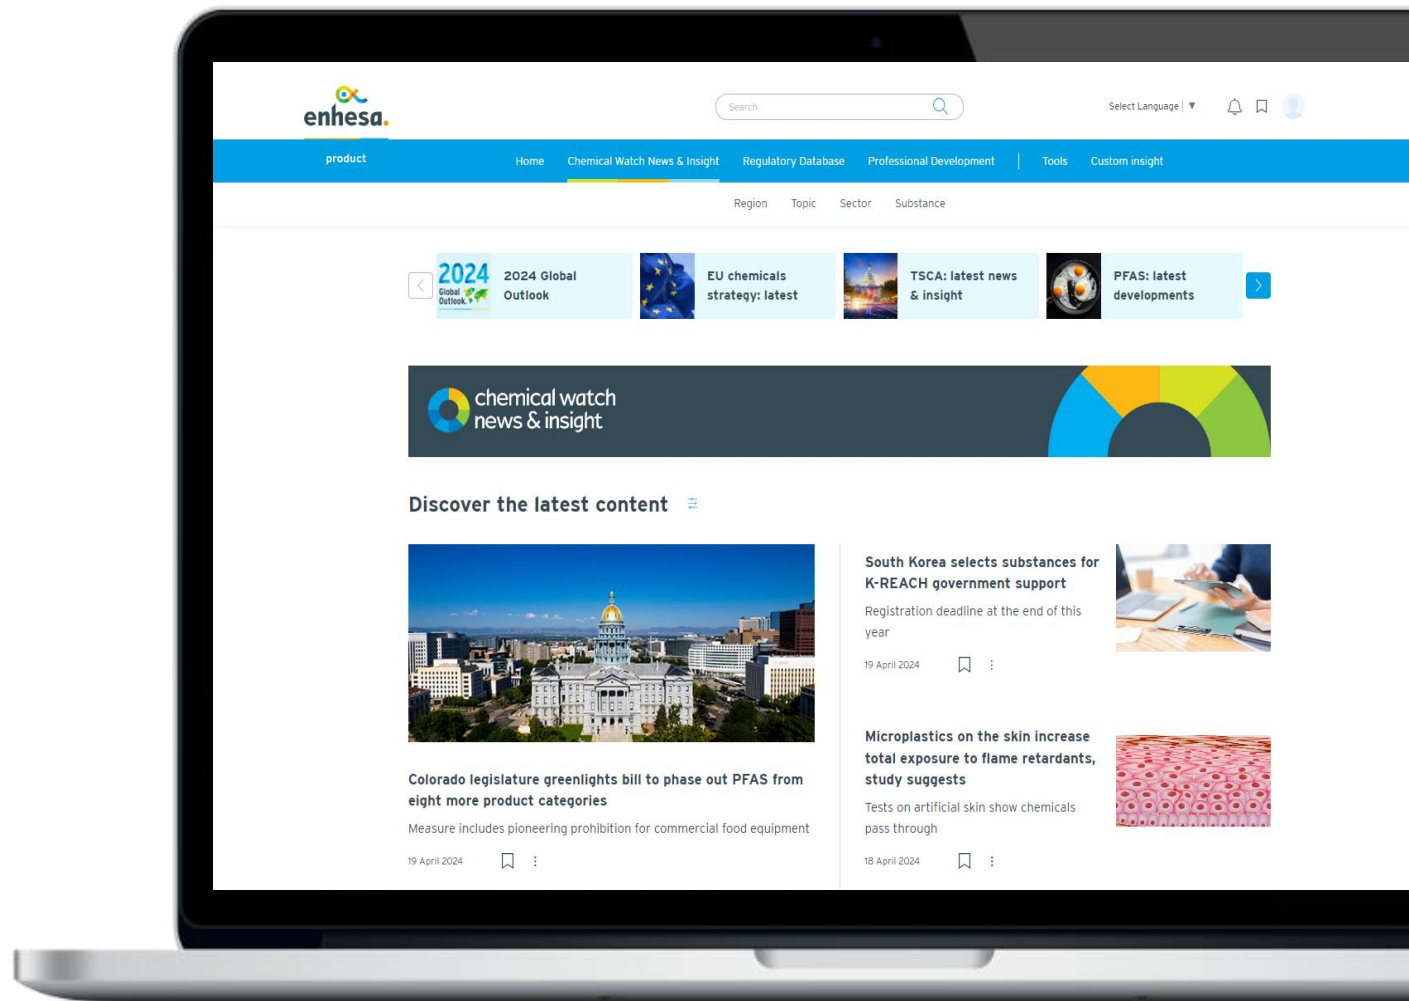 enhesa.
Search
Select Language ▼
product
Home Chemical Watch News & Insight Regulatory Database Professional Development Tools Custom insight
Region Topic Sector Substance
2024
Global
Outlook.
2024 Global
Outlook
EU chemicals
strategy: latest
TSCA: latest news
& insight
PFAS: latest
developments
chemical watch
news & insight
Discover the latest content
Colorado legislature greenlights bill to phase out PFAS from
eight more product categories
Measure includes pioneering prohibition for commercial food equipment
19 April 2024
South Korea selects substances for
K-REACH government support
Registration deadline at the end of this
year
19 April 2024
Microplastics on the skin increase
total exposure to flame retardants,
study suggests
Tests on artificial skin show chemicals
pass through
18 April 2024